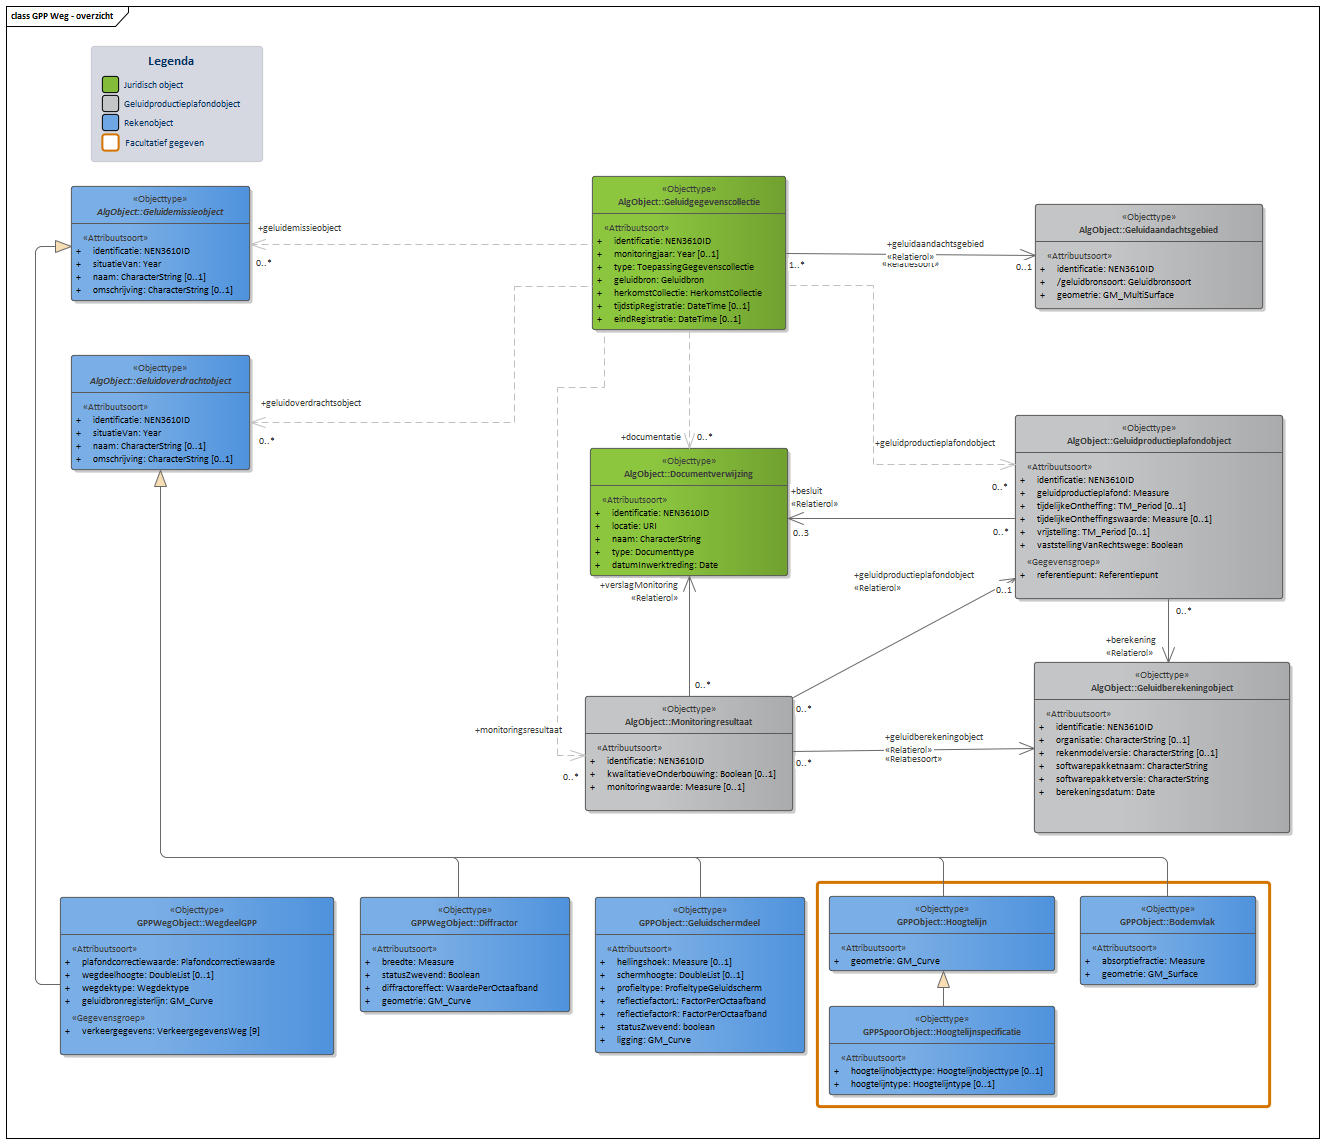 class GPP Weg - overzicht
Legenda
Juridisch object
Geluidproductieplafondobject
Rekenobject
Facultatief gegeven
«Objecttype»
AlgObject::Geluidemissieobject
«Attribuutsoort»
+ identificatie: NEN3610ID
+ situatieVan: Year
+ naam: CharacterString [0..1]
+ omschrijving: CharacterString [0..1]
+geluidemissieobject
0..*
«Objecttype»
AlgObject::Geluidgegevenscollectie
«Attribuutsoort»
+ identificatie: NEN3610ID
+ monitoringjaar: Year [0..1]
+ type: ToepassingGegevenscollectie
+ geluidbron: Geluidbron
+ herkomstCollectie: HerkomstCollectie
+ tijdstipRegistratie: DateTime [0..1]
+ eindRegistratie: DateTime [0..1]
+geluidaandachtsgebied
«Relatierol»
«Relatiesoort»
1..*
0..1
«Objecttype»
AlgObject::Geluidaandachtsgebied
«Attribuutsoort»
+ identificatie: NEN3610ID
+ /geluidbronsoort: Geluidbronsoort
+ geometrie: GM_MultiSurface
«Objecttype»
AlgObject::Geluidoverdrachtobject
«Attribuutsoort»
+ identificatie: NEN3610ID
+ situatieVan: Year
+ naam: CharacterString [0..1]
+ omschrijving: CharacterString [0..1]
+geluidoverdrachtsobject
0..*
+documentatie
0..*
«Objecttype»
AlgObject::Documentverwijzing
«Attribuutsoort»
+ identificatie: NEN3610ID
+ locatie: URI
+ naam: CharacterString
+ type: Documenttype
+ datumInwerktreding: Date
+geluidproductieplafondobject
0..*
+besluit
«Relatierol»
0..3
0..*
«Objecttype»
AlgObject::Geluidproductieplafondobject
«Attribuutsoort»
+ identificatie: NEN3610ID
+ geluidproductieplafond: Measure
+ tijdelijkeOntheffing: TM_Period [0..1]
+ tijdelijkeOntheffingswaarde: Measure [0..1]
+ vrijstelling: TM_Period [0..1]
+ vaststellingVanRechtswege: Boolean
«Gegevensgroep»
+ referentiepunt: Referentiepunt
+verslagMonitoring
«Relatierol»
0..*
+geluidproductieplafondobject
«Relatierol»
0..1
0..*
0..*
+berekening
«Relatierol»
+monitoringsresultaat
0..*
«Objecttype»
AlgObject::Monitoringresultaat
«Attribuutsoort»
+ identificatie: NEN3610ID
+ kwalitatieveOnderbouwing: Boolean [0..1]
+ monitoringwaarde: Measure [0..1]
+geluidberekeningobject
«Relatierol»
«Relatiesoort»
0..*
«Objecttype»
AlgObject::Geluidberekeningobject
«Attribuutsoort»
+ identificatie: NEN3610ID
+ organisatie: CharacterString [0..1]
+ rekenmodelversie: CharacterString [0..1]
+ softwarepakketnaam: CharacterString
+ softwarepakketversie: CharacterString
+ berekeningsdatum: Date
«Objecttype»
GPPWegObject::WegdeelGPP
«Attribuutsoort»
+ plafondcorrectiewaarde: Plafondcorrectiewaarde
+ wegdeelhoogte: DoubleList [0..1]
+ wegdektype: Wegdektype
+ geluidbronregisterlijn: GM_Curve
«Gegevensgroep»
+ verkeergegevens: VerkeergegevensWeg [9]
«Objecttype»
GPPWegObject::Diffractor
«Attribuutsoort»
+ breedte: Measure
+ statusZwevend: Boolean
+ diffractoreffect: WaardePerOctaafband
+ geometrie: GM_Curve
«Objecttype»
GPPObject::Geluidschermdeel
«Attribuutsoort»
+ hellingshoek: Measure [0..1]
+ schermhoogte: DoubleList [0..1]
+ profieltype: ProfieltypeGeluidscherm
+ reflectiefactorL: FactorPerOctaafband
+ reflectiefactorR: FactorPerOctaafband
+ statusZwevend: boolean
+ ligging: GM_Curve
«Objecttype»
GPPObject::Hoogtelijn
«Attribuutsoort»
+ geometrie: GM_Curve
«Objecttype»
GPPObject::Bodemvlak
«Attribuutsoort»
+ absorptiefractie: Measure
+ geometrie: GM_Surface
«Objecttype»
GPPSpoorObject::Hoogtelijnspecificatie
«Attribuutsoort»
+ hoogtelijnobjecttype: Hoogtelijnobjecttype [0..1]
+ hoogtelijntype: Hoogtelijntype [0..1]